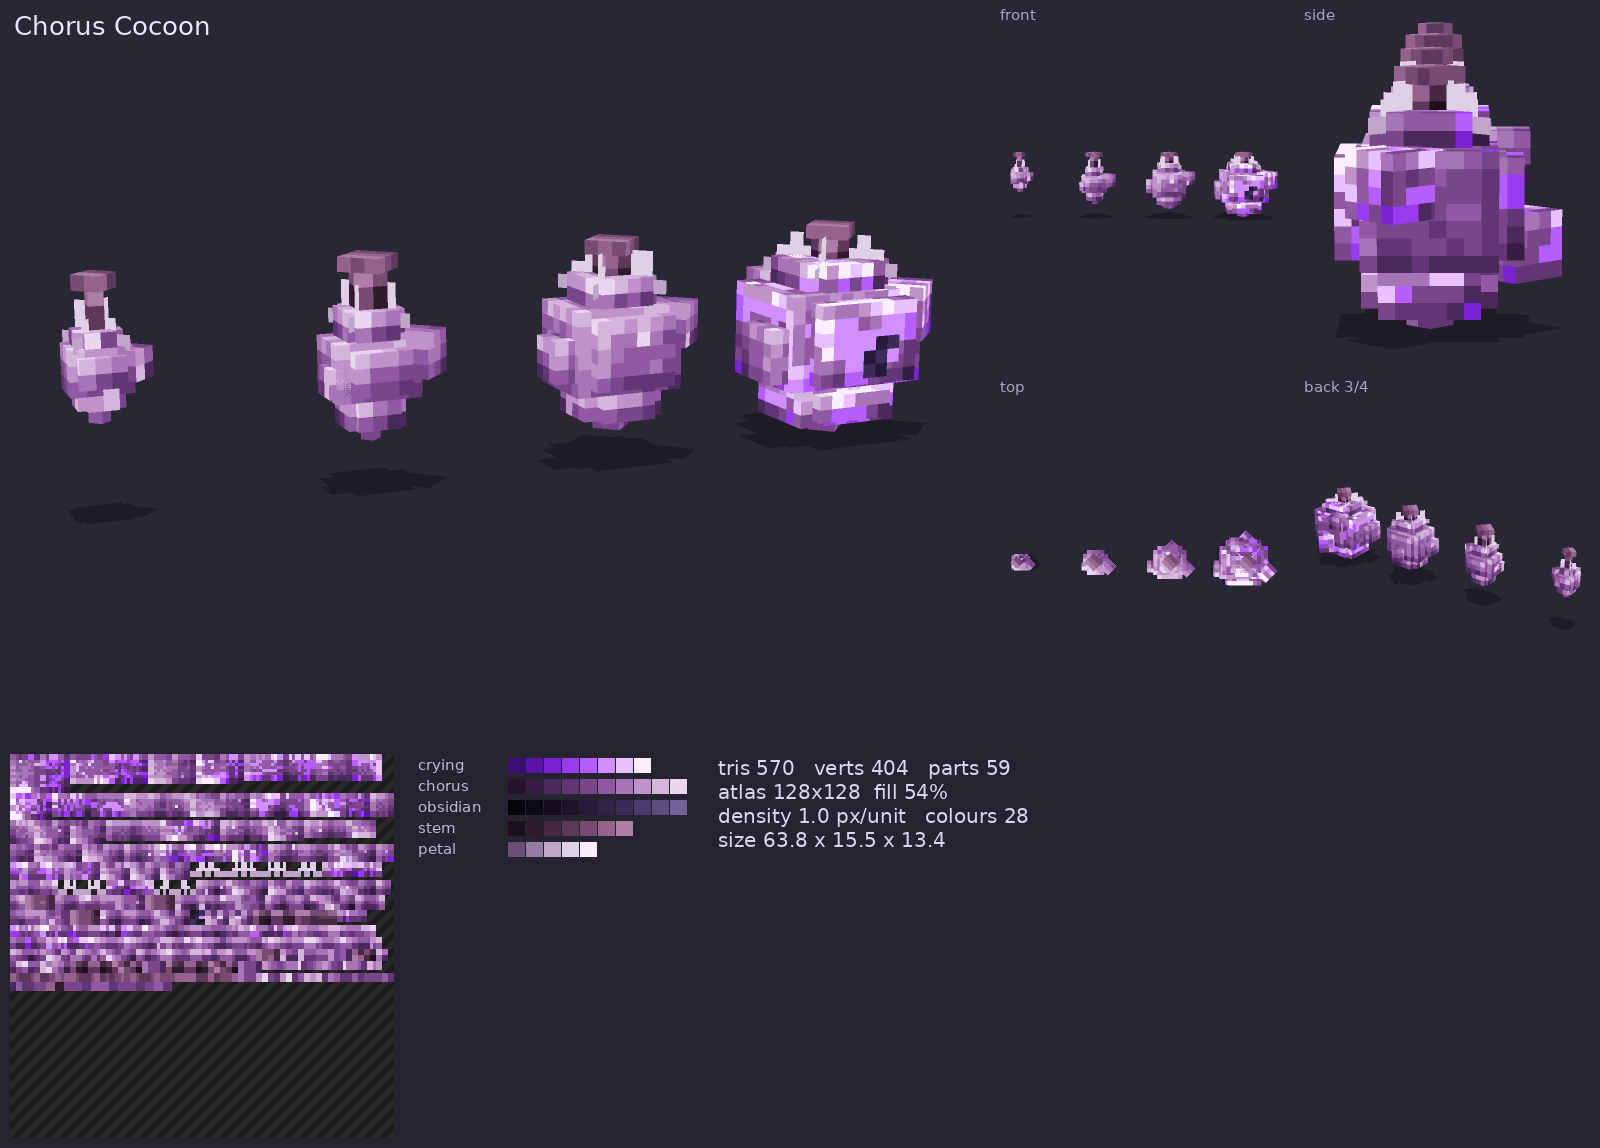 Chorus Cocoon
front
side
top
back 3/4
crying
chorus
obsidian
stem
petal
tris 570 verts 404 parts 59
atlas 128x128 fill 54%
density 1.0 px/unit colours 28
size 63.8 x 15.5 x 13.4